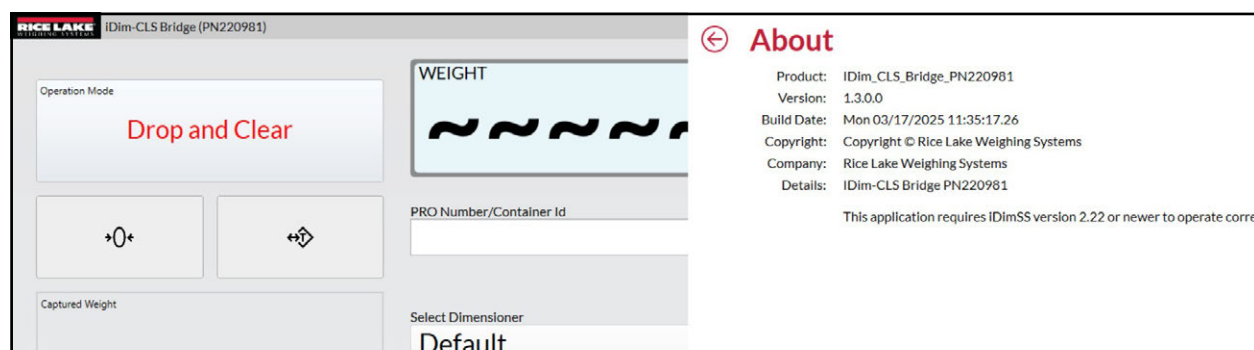 RICE LAKE
WEIGHING SYSTEMS
iDim-CLS Bridge (PN220981)
Operation Mode
Drop and Clear
WEIGHT
~~~~~
→0←
↔T
PRO Number/Container Id
Captured Weight
Select Dimensioner
Default
About
Product: IDim_CLS_Bridge_PN220981
Version: 1.3.0.0
Build Date: Mon 03/17/2025 11:35:17.26
Copyright: Copyright © Rice Lake Weighing Systems
Company: Rice Lake Weighing Systems
Details: IDim-CLS Bridge PN220981
This application requires iDimSS version 2.22 or newer to operate corre